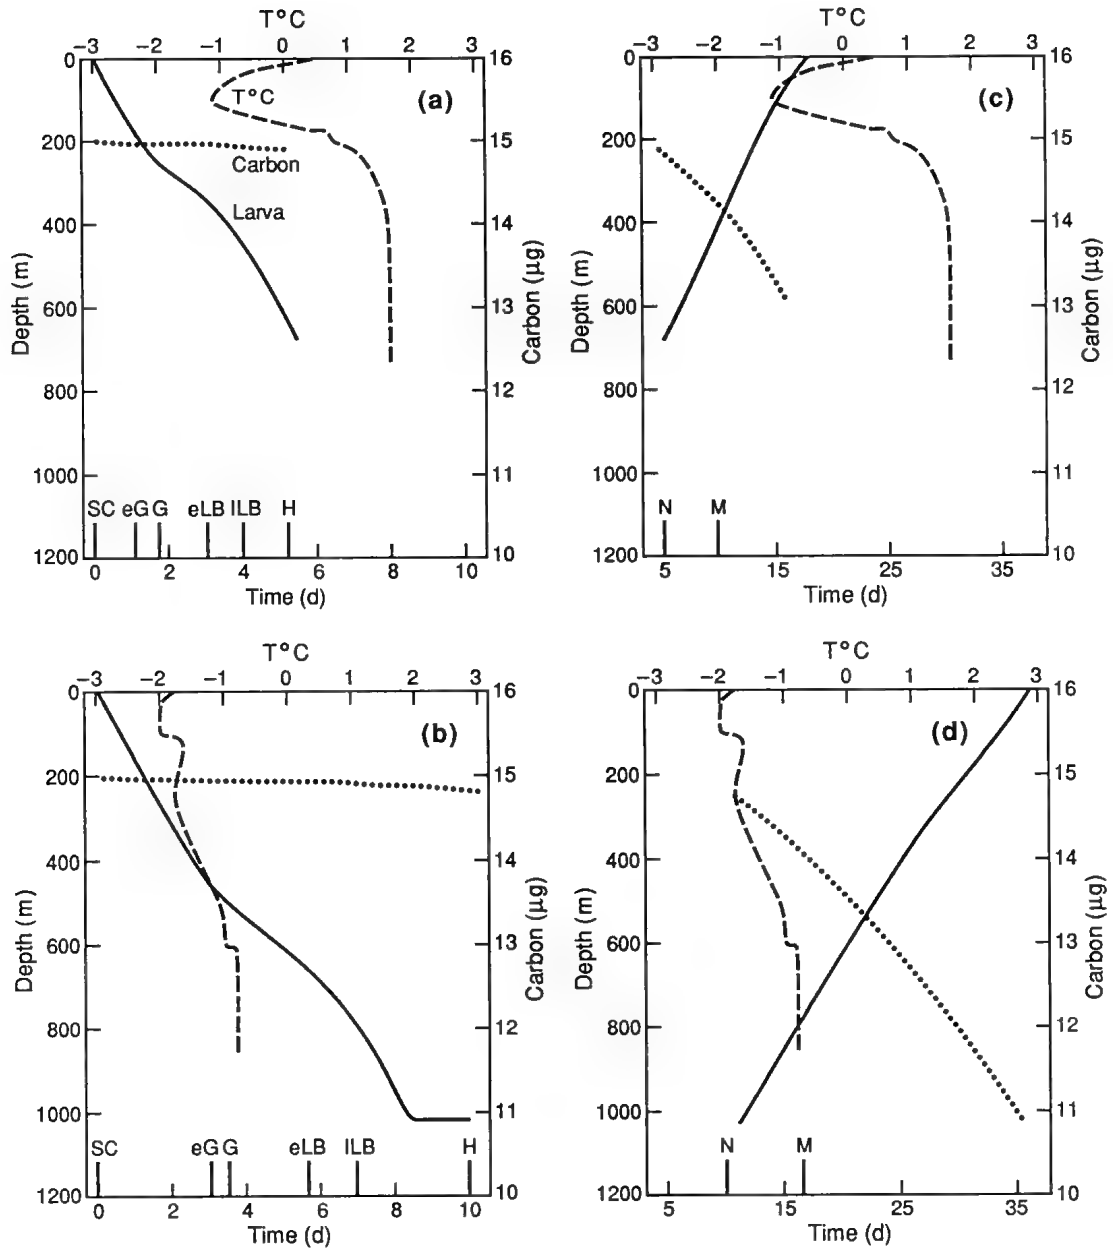 T°C
-3 -2 -1 0 1 2 3
0 200 400 600 800 1000 1200
Depth (m)
16 15 14 13 12 11 10
Carbon (µg)
(a)
T°C
Carbon
Larva
SC eG G eLB lLB H
0 2 4 6 8 10
Time (d)
T°C
-3 -2 -1 0 1 2 3
0 200 400 600 800 1000 1200
Depth (m)
16 15 14 13 12 11 10
Carbon (µg)
(c)
N M
5 15 25 35
Time (d)
T°C
-3 -2 -1 0 1 2 3
0 200 400 600 800 1000 1200
Depth (m)
16 15 14 13 12 11 10
Carbon (µg)
(b)
SC eG G eLB lLB H
0 2 4 6 8 10
Time (d)
T°C
-3 -2 -1 0 1 2 3
0 200 400 600 800 1000 1200
Depth (m)
16 15 14 13 12 11 10
Carbon (µg)
(d)
N M
5 15 25 35
Time (d)